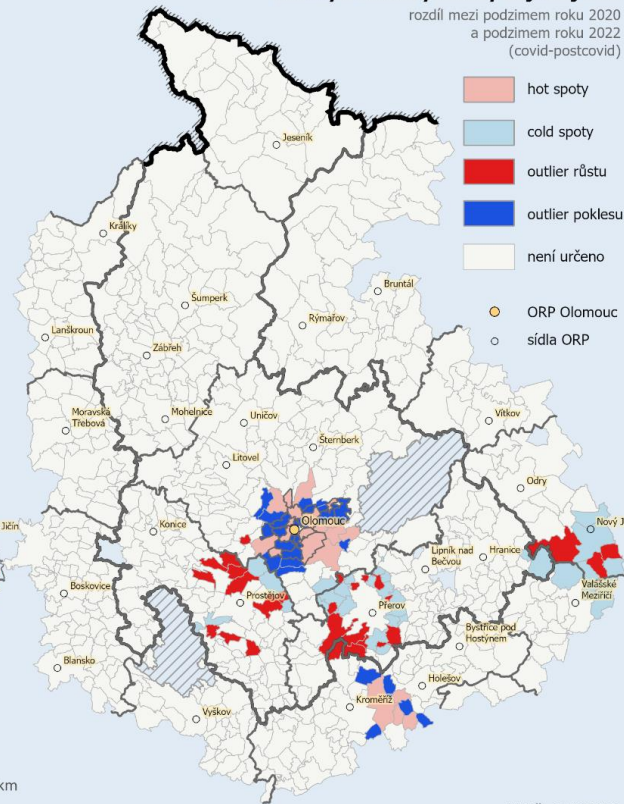 rozdíl mezi podzimem roku 2020
a podzimem roku 2022
(covid-postcovid)
hot spoty
cold spoty
outlier růstu
outlier poklesu
není určeno
ORP Olomouc
sídla ORP
Jeseník
Králíky
Bruntál
Šumperk
Rýmařov
Lanškroun
Zábřeh
Moravská
Třebová
Mohelnice
Uničov
Vítkov
Šternberk
Litovel
Odry
Jičín
Konice
Olomouc
Nový J
Lipník nad
Bečvou
Hranice
Boskovice
Prostějov
Přerov
Valašské
Meziříčí
Bystřice pod
Hostýnem
Blansko
Holešov
Kroměříž
Vyškov
km